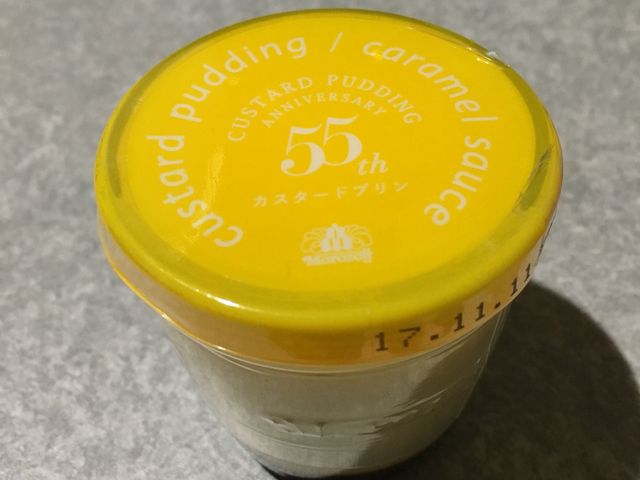 custard pudding / caramel sauce
CUSTARD PUDDING
ANNIVERSARY
55th
カスタードプリン
Morozoff
17.11.11